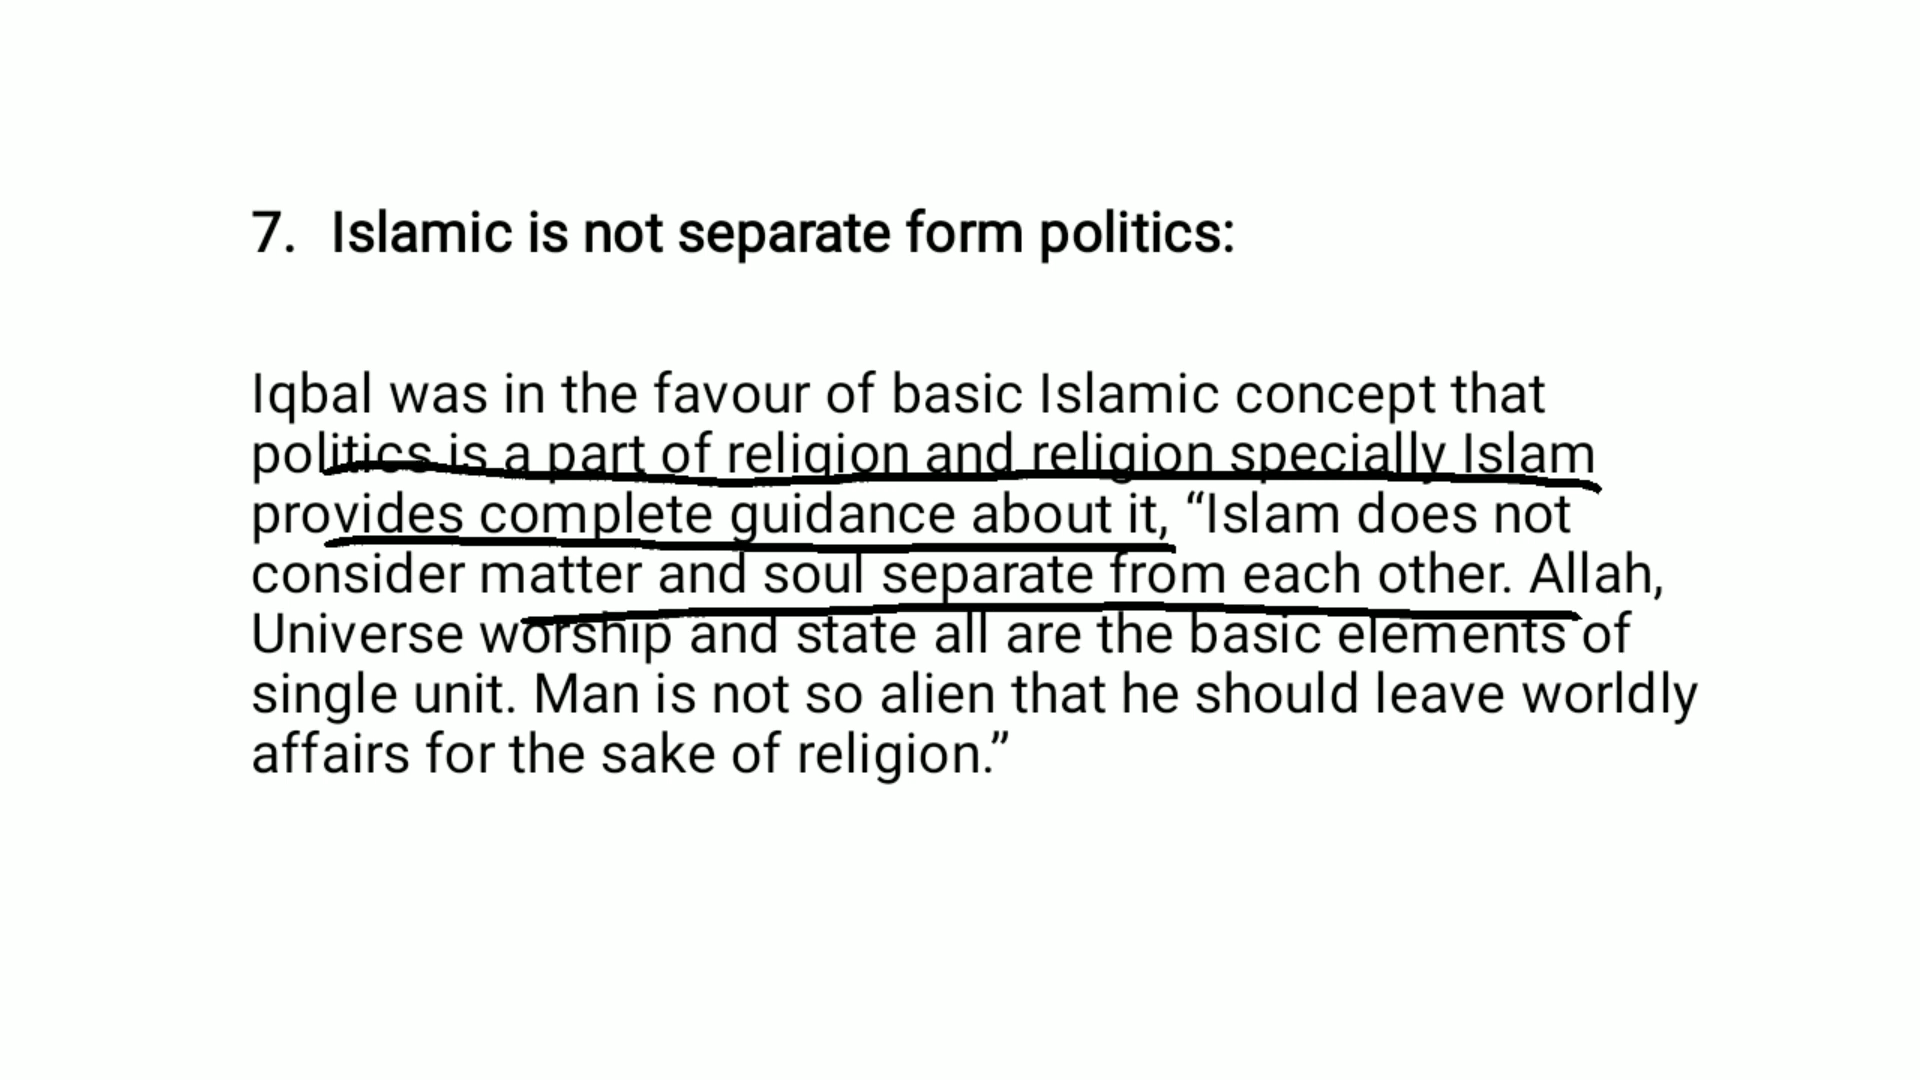 7. Islamic is not separate form politics:
Iqbal was in the favour of basic Islamic concept that
politics is a part of religion and religion specially Islam
provides complete guidance about it, “Islam does not
consider matter and soul separate from each other. Allah,
Universe worship and state all are the basic elements of
single unit. Man is not so alien that he should leave worldly
affairs for the sake of religion.”